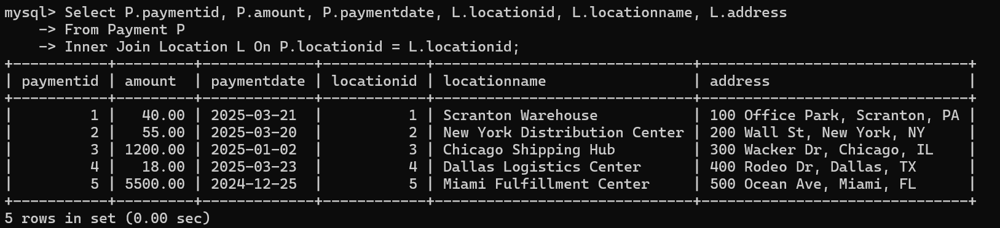 mysql> Select P.paymentid, P.amount, P.paymentdate, L.locationid, L.locationname, L.address
    -> From Payment P
    -> Inner Join Location L On P.locationid = L.locationid;
+-----------+---------+-------------+------------+------------------------------+-------------------------------+
| paymentid | amount  | paymentdate | locationid | locationname                 | address                       |
+-----------+---------+-------------+------------+------------------------------+-------------------------------+
|         1 |   40.00 | 2025-03-21  |          1 | Scranton Warehouse           | 100 Office Park, Scranton, PA |
|         2 |   55.00 | 2025-03-20  |          2 | New York Distribution Center | 200 Wall St, New York, NY     |
|         3 | 1200.00 | 2025-01-02  |          3 | Chicago Shipping Hub         | 300 Wacker Dr, Chicago, IL    |
|         4 |   18.00 | 2025-03-23  |          4 | Dallas Logistics Center      | 400 Rodeo Dr, Dallas, TX      |
|         5 | 5500.00 | 2024-12-25  |          5 | Miami Fulfillment Center     | 500 Ocean Ave, Miami, FL      |
+-----------+---------+-------------+------------+------------------------------+-------------------------------+
5 rows in set (0.00 sec)